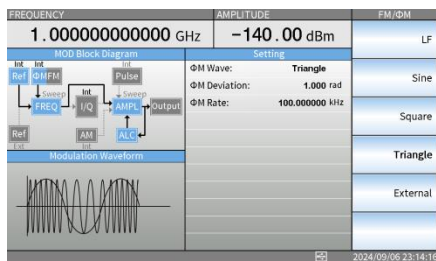 FREQUENCY AMPLITUDE FM/ΦM
1.000000000000 GHz −140.00 dBm
LF
MOD Block Diagram
Setting
Int Int Int
Ref ΦM FM Pulse
Sweep Sweep
Int
FREQ I/Q AMPL Output
Ref AM ALC
Ext Int
ΦM Wave: Triangle
ΦM Deviation: 1.000 rad
ΦM Rate: 100.000000 kHz
Sine
Square
Modulation Waveform
Triangle
External
2024/09/06 23:14:16